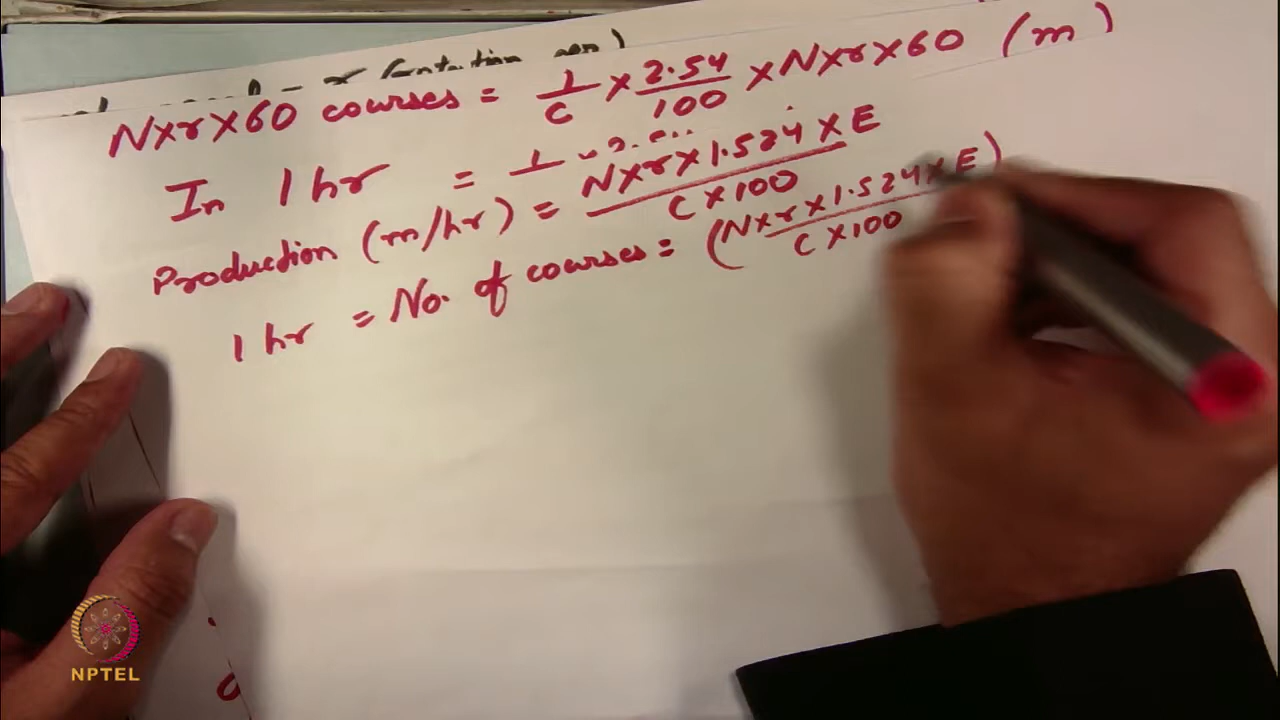 N×r×60 courses = 1/C × 2.54/100 × N×r×60 (m)
In 1 hr =
Production (m/hr) = N×r×1.524×E / C×100
1 hr = No. of courses = (N×r×1.524×E / C×100)
NPTEL